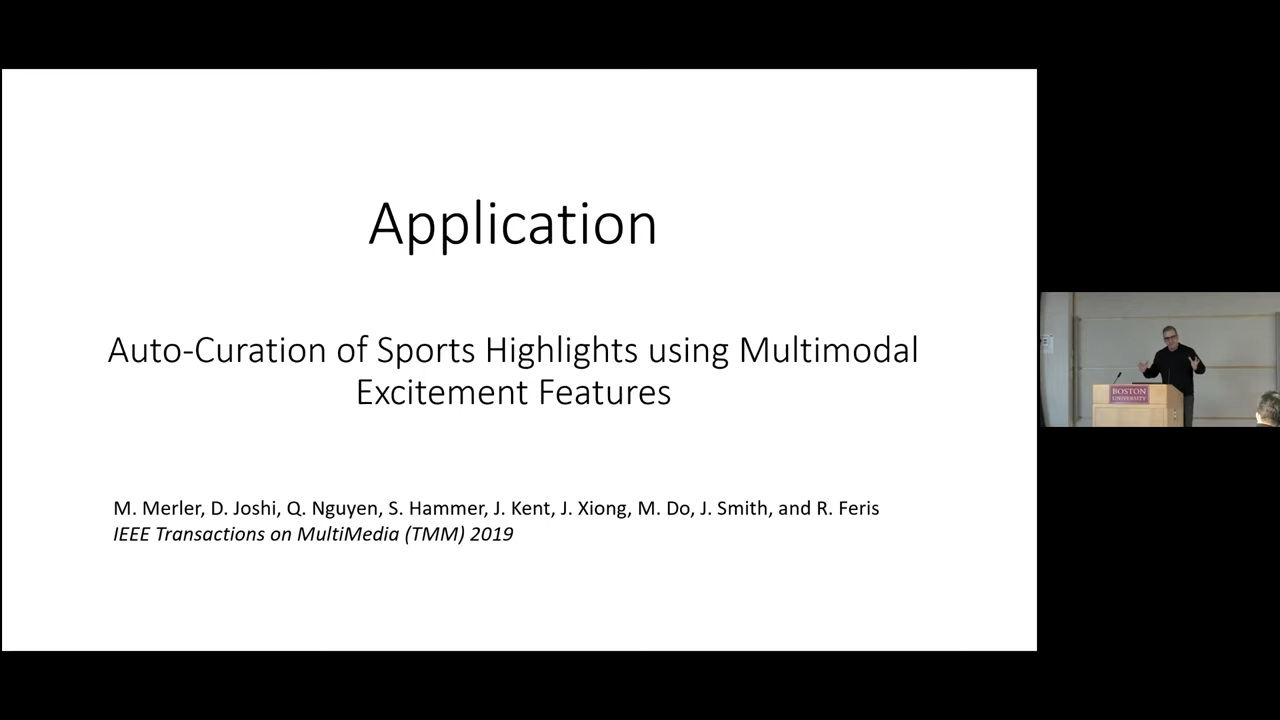 Application
Auto-Curation of Sports Highlights using Multimodal
Excitement Features
M. Merler, D. Joshi, Q. Nguyen, S. Hammer, J. Kent, J. Xiong, M. Do, J. Smith, and R. Feris
IEEE Transactions on MultiMedia (TMM) 2019
BOSTON
UNIVERSITY